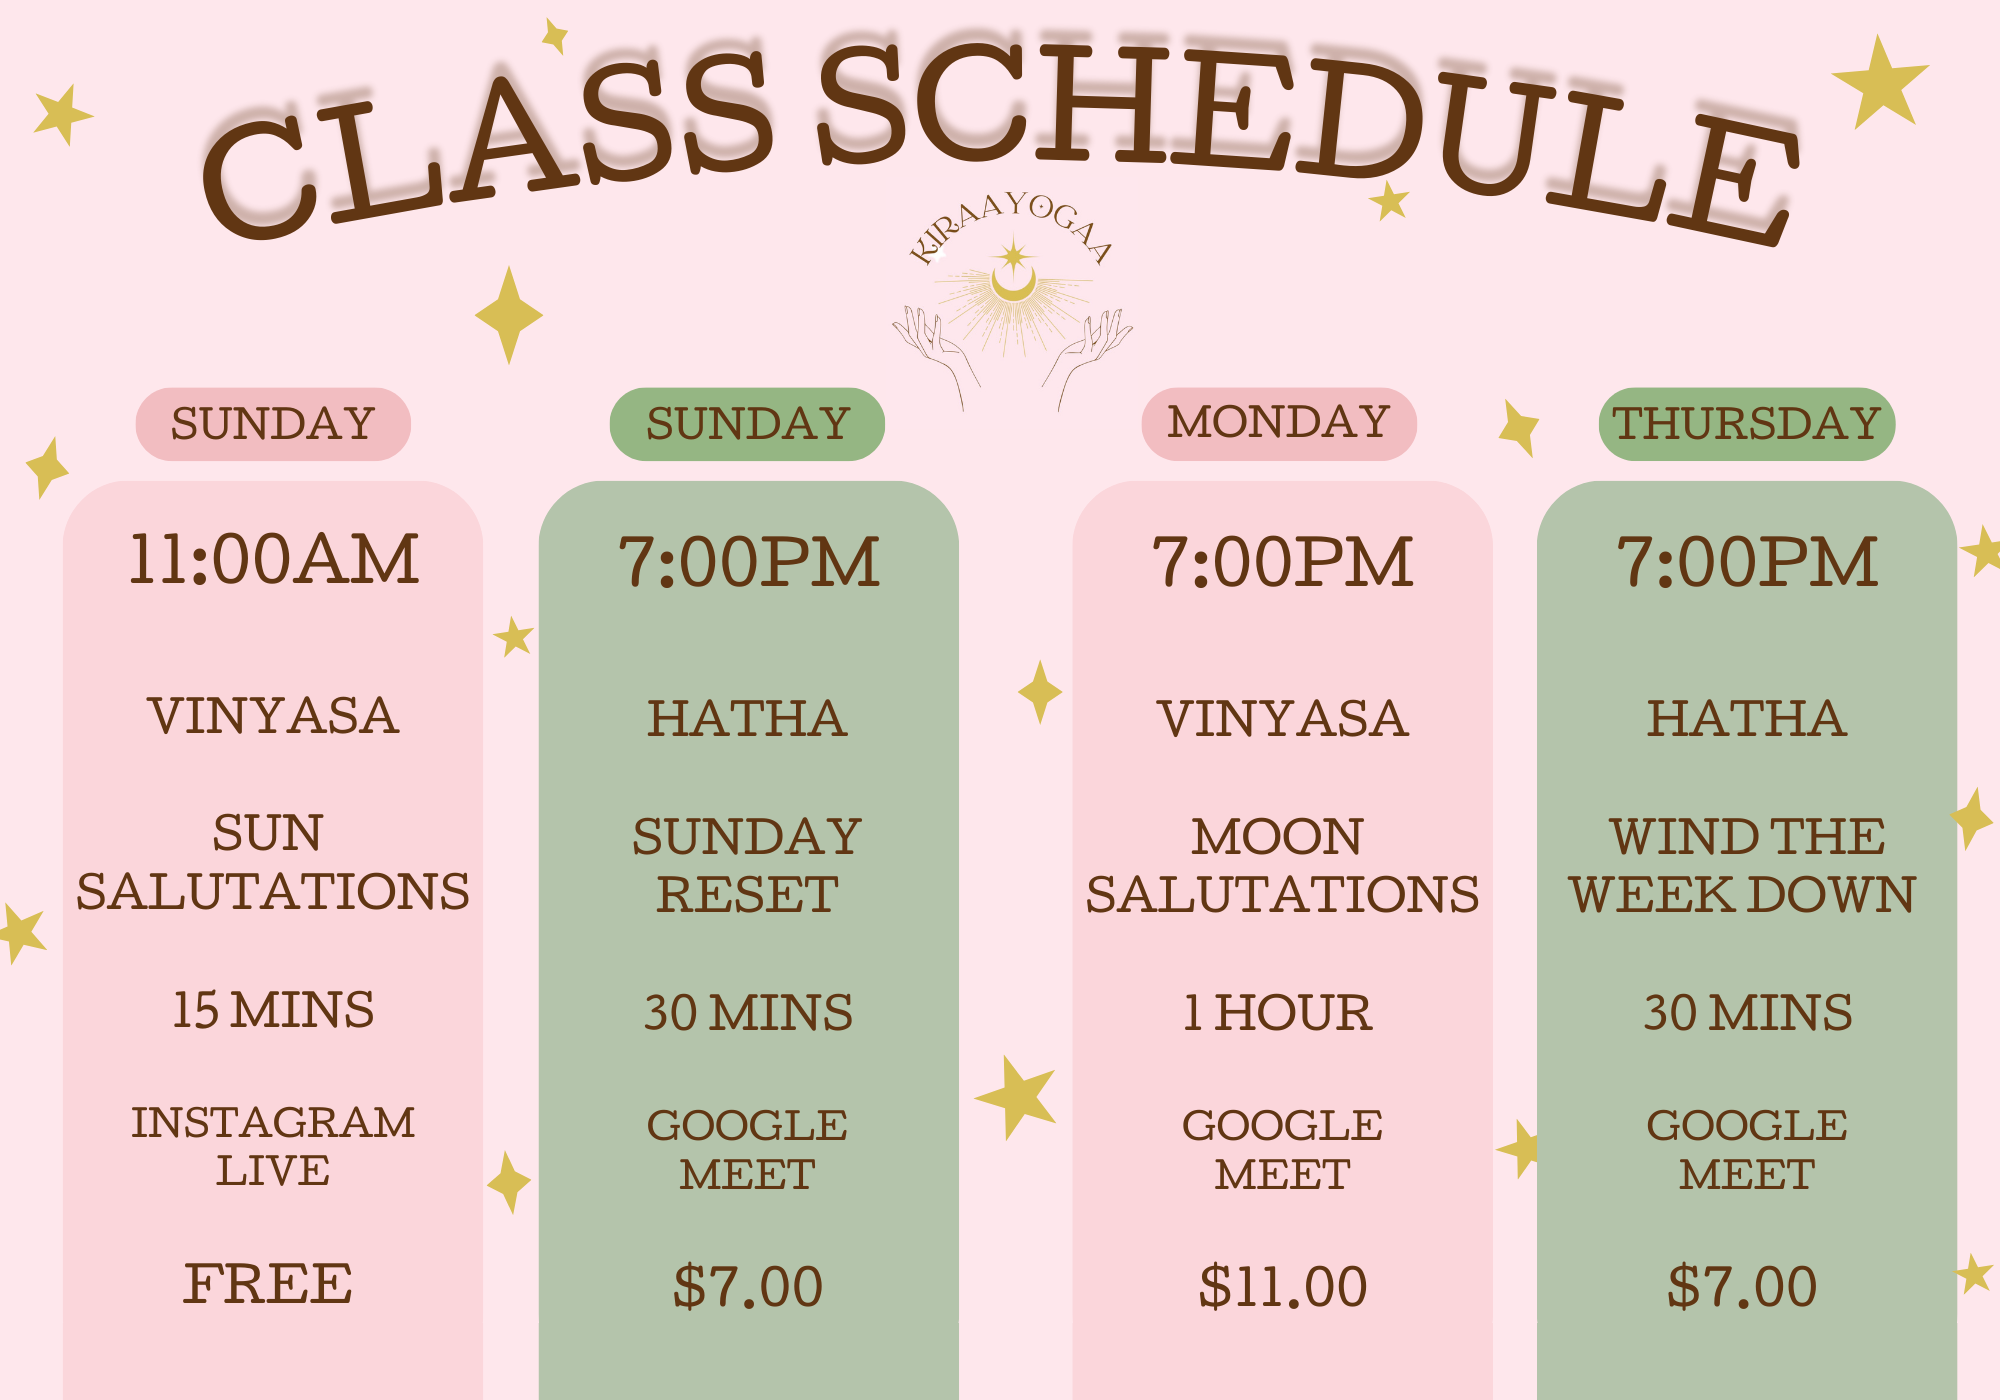 CLASS SCHEDULE
KIRAAYOGAA
SUNDAY
11:00AM
VINYASA
SUN
SALUTATIONS
15 MINS
INSTAGRAM
LIVE
FREE
SUNDAY
7:00PM
HATHA
SUNDAY
RESET
30 MINS
GOOGLE
MEET
$7.00
MONDAY
7:00PM
VINYASA
MOON
SALUTATIONS
1 HOUR
GOOGLE
MEET
$11.00
THURSDAY
7:00PM
HATHA
WIND THE
WEEK DOWN
30 MINS
GOOGLE
MEET
$7.00